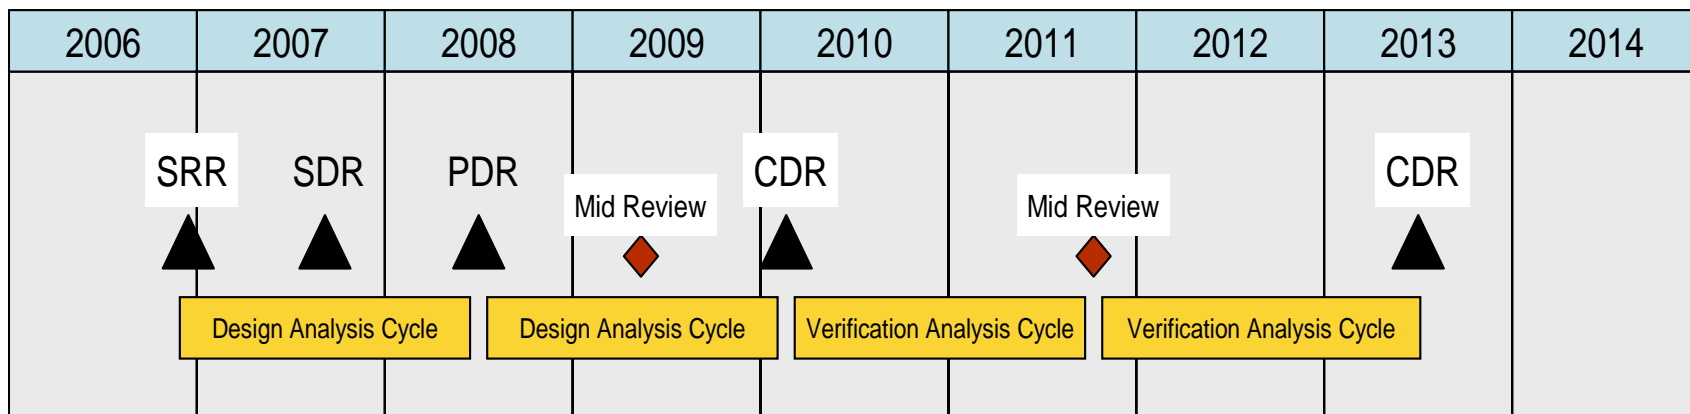 2006 2007 2008 2009 2010 2011 2012 2013 2014
SRR SDR PDR CDR CDR
Mid Review Mid Review
Design Analysis Cycle Design Analysis Cycle Verification Analysis Cycle Verification Analysis Cycle